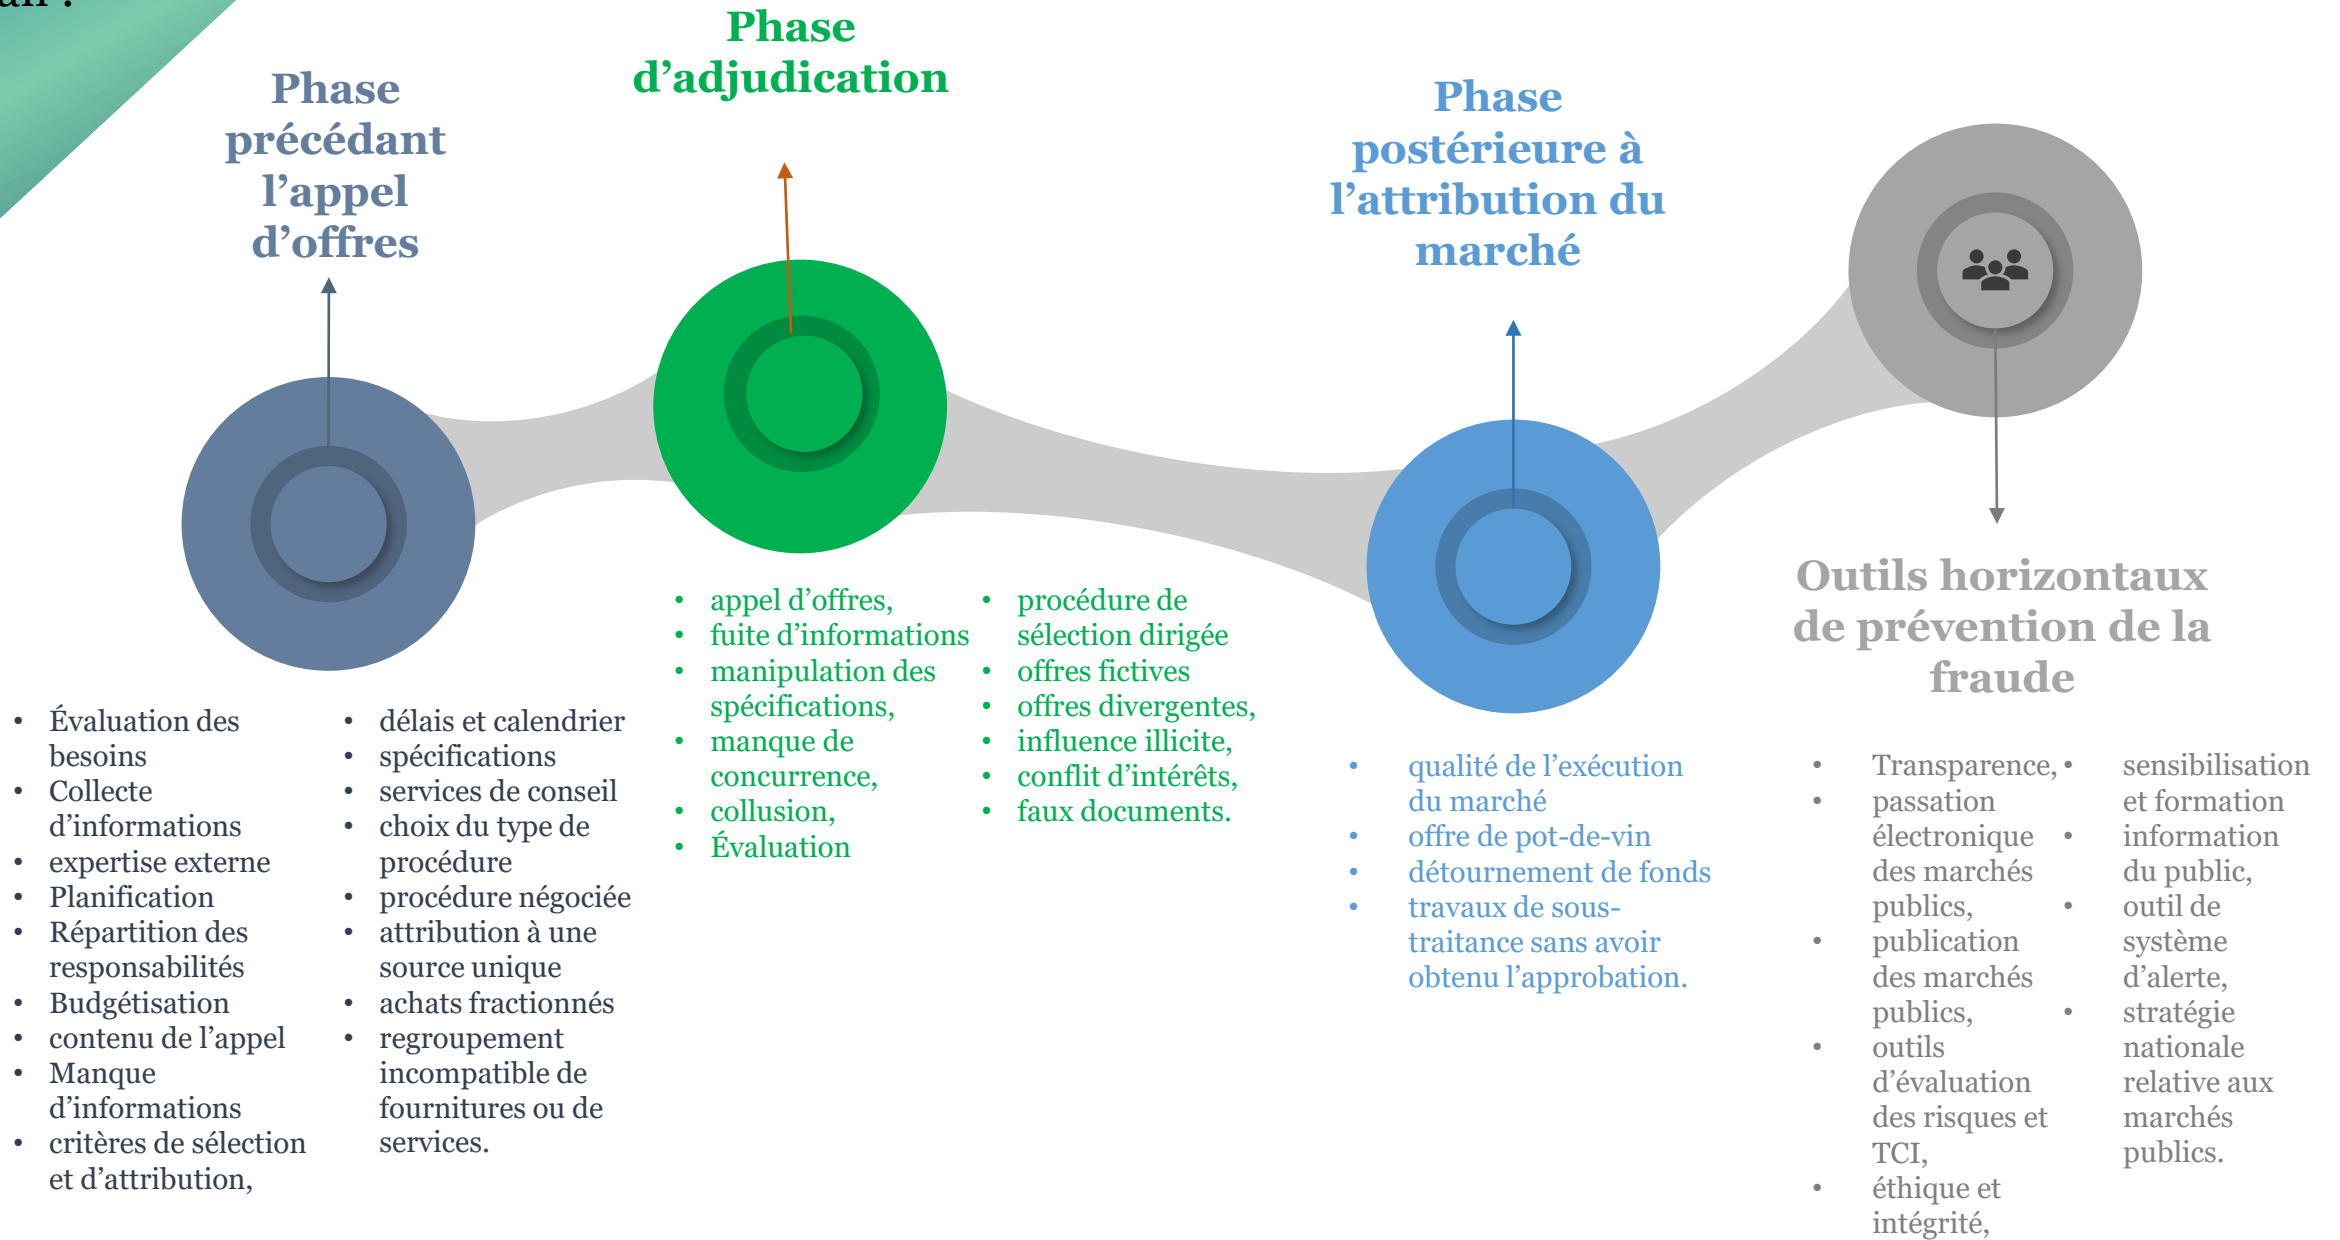 Phase
précédant
l’appel
d’offres
• Évaluation des
besoins
• Collecte
d’informations
• expertise externe
• Planification
• Répartition des
responsabilités
• Budgétisation
• contenu de l’appel
• Manque
d’informations
• critères de sélection
et d’attribution,
• délais et calendrier
• spécifications
• services de conseil
• choix du type de
procédure
• procédure négociée
• attribution à une
source unique
• achats fractionnés
• regroupement
incompatible de
fournitures ou de
services.
Phase
d’adjudication
• appel d’offres,
• fuite d’informations
• manipulation des
spécifications,
• manque de
concurrence,
• collusion,
• Évaluation
• procédure de
sélection dirigée
• offres fictives
• offres divergentes,
• influence illicite,
• conflit d’intérêts,
• faux documents.
Phase
postérieure à
l’attribution du
marché
• qualité de l’exécution
du marché
• offre de pot-de-vin
• détournement de fonds
• travaux de sous-
traitance sans avoir
obtenu l’approbation.
Outils horizontaux
de prévention de la
fraude
• Transparence,
• passation
électronique
des marchés
publics,
• publication
des marchés
publics,
• outils
d’évaluation
des risques et
TCI,
• éthique et
intégrité,
• sensibilisation
et formation
• information
du public,
• outil de
système
d’alerte,
• stratégie
nationale
relative aux
marchés
publics.